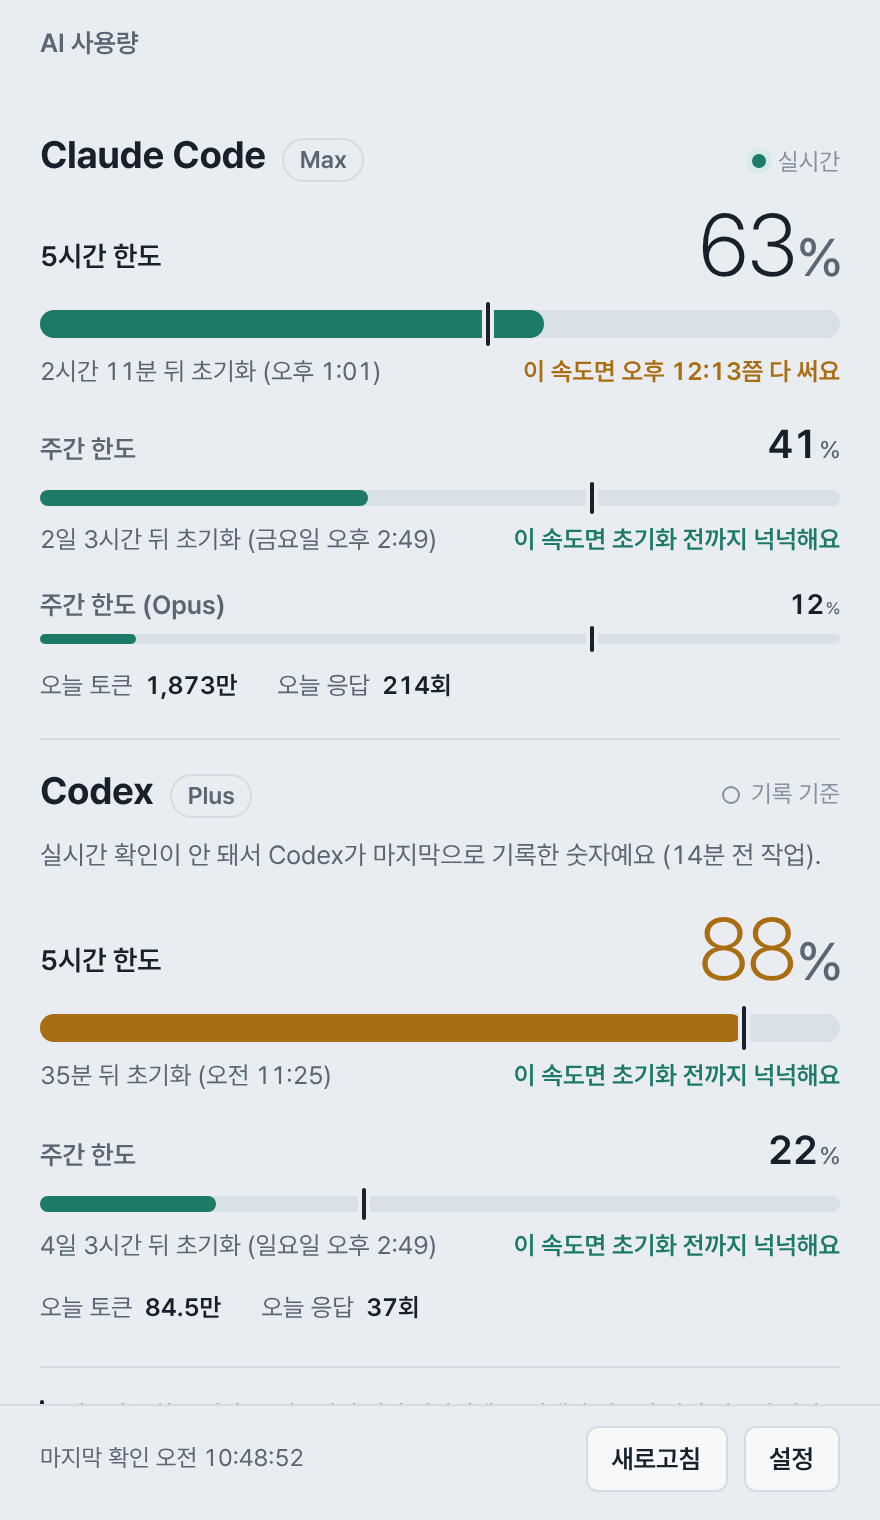 AI 사용량
Claude Code Max
실시간
5시간 한도
63%
2시간 11분 뒤 초기화 (오후 1:01)
이 속도면 오후 12:13쯤 다 써요
주간 한도
41%
2일 3시간 뒤 초기화 (금요일 오후 2:49)
이 속도면 초기화 전까지 넉넉해요
주간 한도 (Opus)
12%
오늘 토큰 1,873만 오늘 응답 214회
Codex Plus
기록 기준
실시간 확인이 안 돼서 Codex가 마지막으로 기록한 숫자예요 (14분 전 작업).
5시간 한도
88%
35분 뒤 초기화 (오전 11:25)
이 속도면 초기화 전까지 넉넉해요
주간 한도
22%
4일 3시간 뒤 초기화 (일요일 오후 2:49)
이 속도면 초기화 전까지 넉넉해요
오늘 토큰 84.5만 오늘 응답 37회
마지막 확인 오전 10:48:52
새로고침
설정